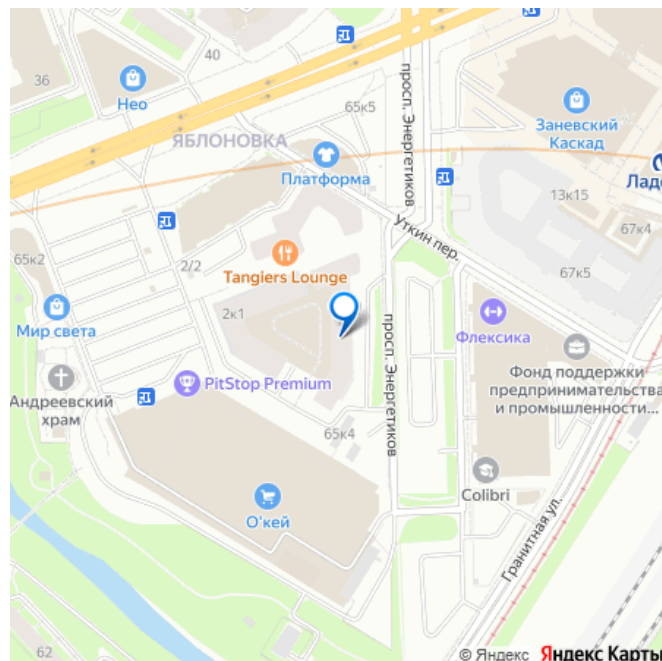 36
40
Нео
65к5
просп. Энергетиков
ЯБЛОНОВКА
Заневский
Каскад
Платформа
Ладо
13к15
67к4
Уткин пер.
65к2
2/2
Tangiers Lounge
67к5
2к1
Мир света
Флексика
просп. Энергетиков
Фонд поддержки
предпринимательства
и промышленности...
PitStop Premium
Андреевский
храм
65к4
Colibri
О'кей
Гранитная ул.
62
© Яндекс Яндекс Карты